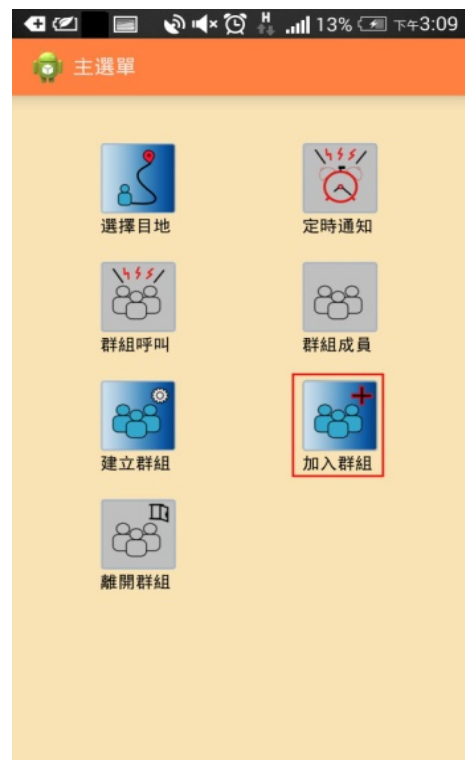 H 13% 下午3:09
主選單
選擇目地 定時通知
群組呼叫 群組成員
建立群組 加入群組
離開群組